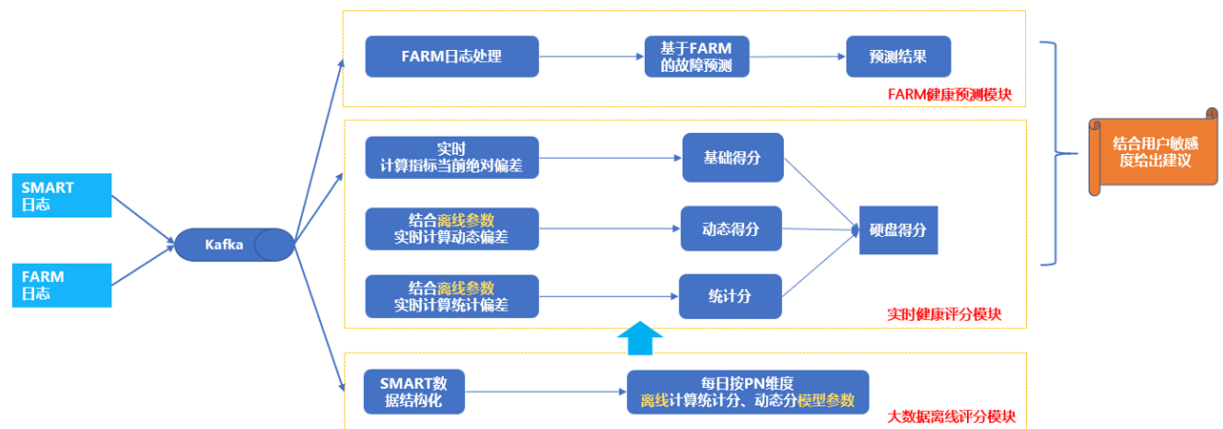 SMART
日志
FARM
日志
Kafka
FARM日志处理
基于FARM
的故障预测
预测结果
FARM健康预测模块
实时
计算指标当前绝对偏差
基础得分
结合离线参数
实时计算动态偏差
动态得分
硬盘得分
结合离线参数
实时计算统计偏差
统计分
实时健康评分模块
SMART数
据结构化
每日按PN维度
离线计算统计分、动态分模型参数
大数据离线评分模块
结合用户敏感
度给出建议